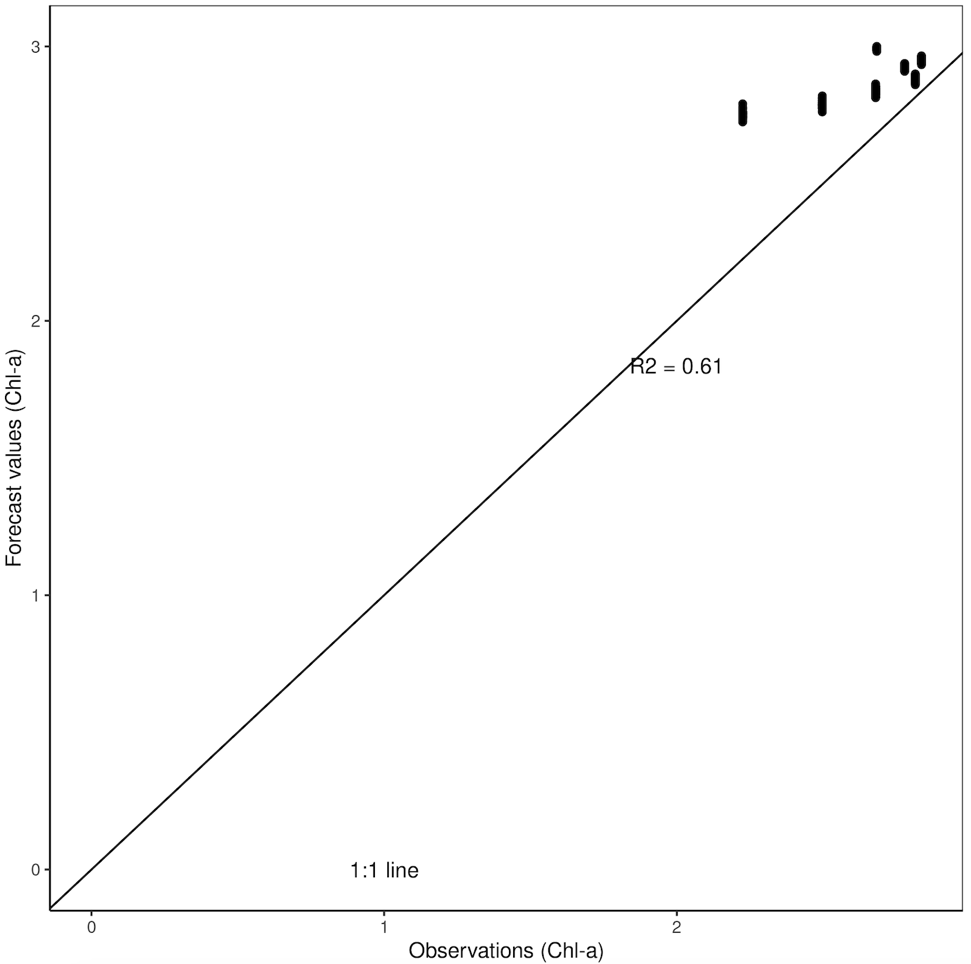 3
2
1
0
Forecast values (Chl-a)
R2 = 0.61
1:1 line
0
1
2
Observations (Chl-a)